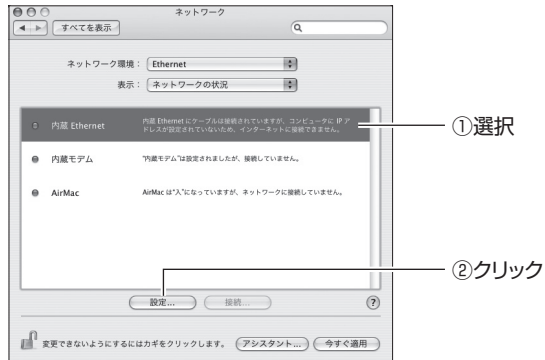 ネットワーク
すべてを表示
ネットワーク環境： Ethernet
表示： ネットワークの状況
内蔵 Ethernet
内蔵 Ethernet にケーブルは接続されていますが、コンピュータに IP ア
ドレスが設定されていないため、インターネットに接続できません。
①選択
内蔵モデム
"内蔵モデム"は設定されましたが、接続していません。
AirMac
AirMac は"入"になっていますが、ネットワークに接続していません。
②クリック
設定...
接続...
?
変更できないようにするにはカギをクリックします。
アシスタント...
今すぐ適用